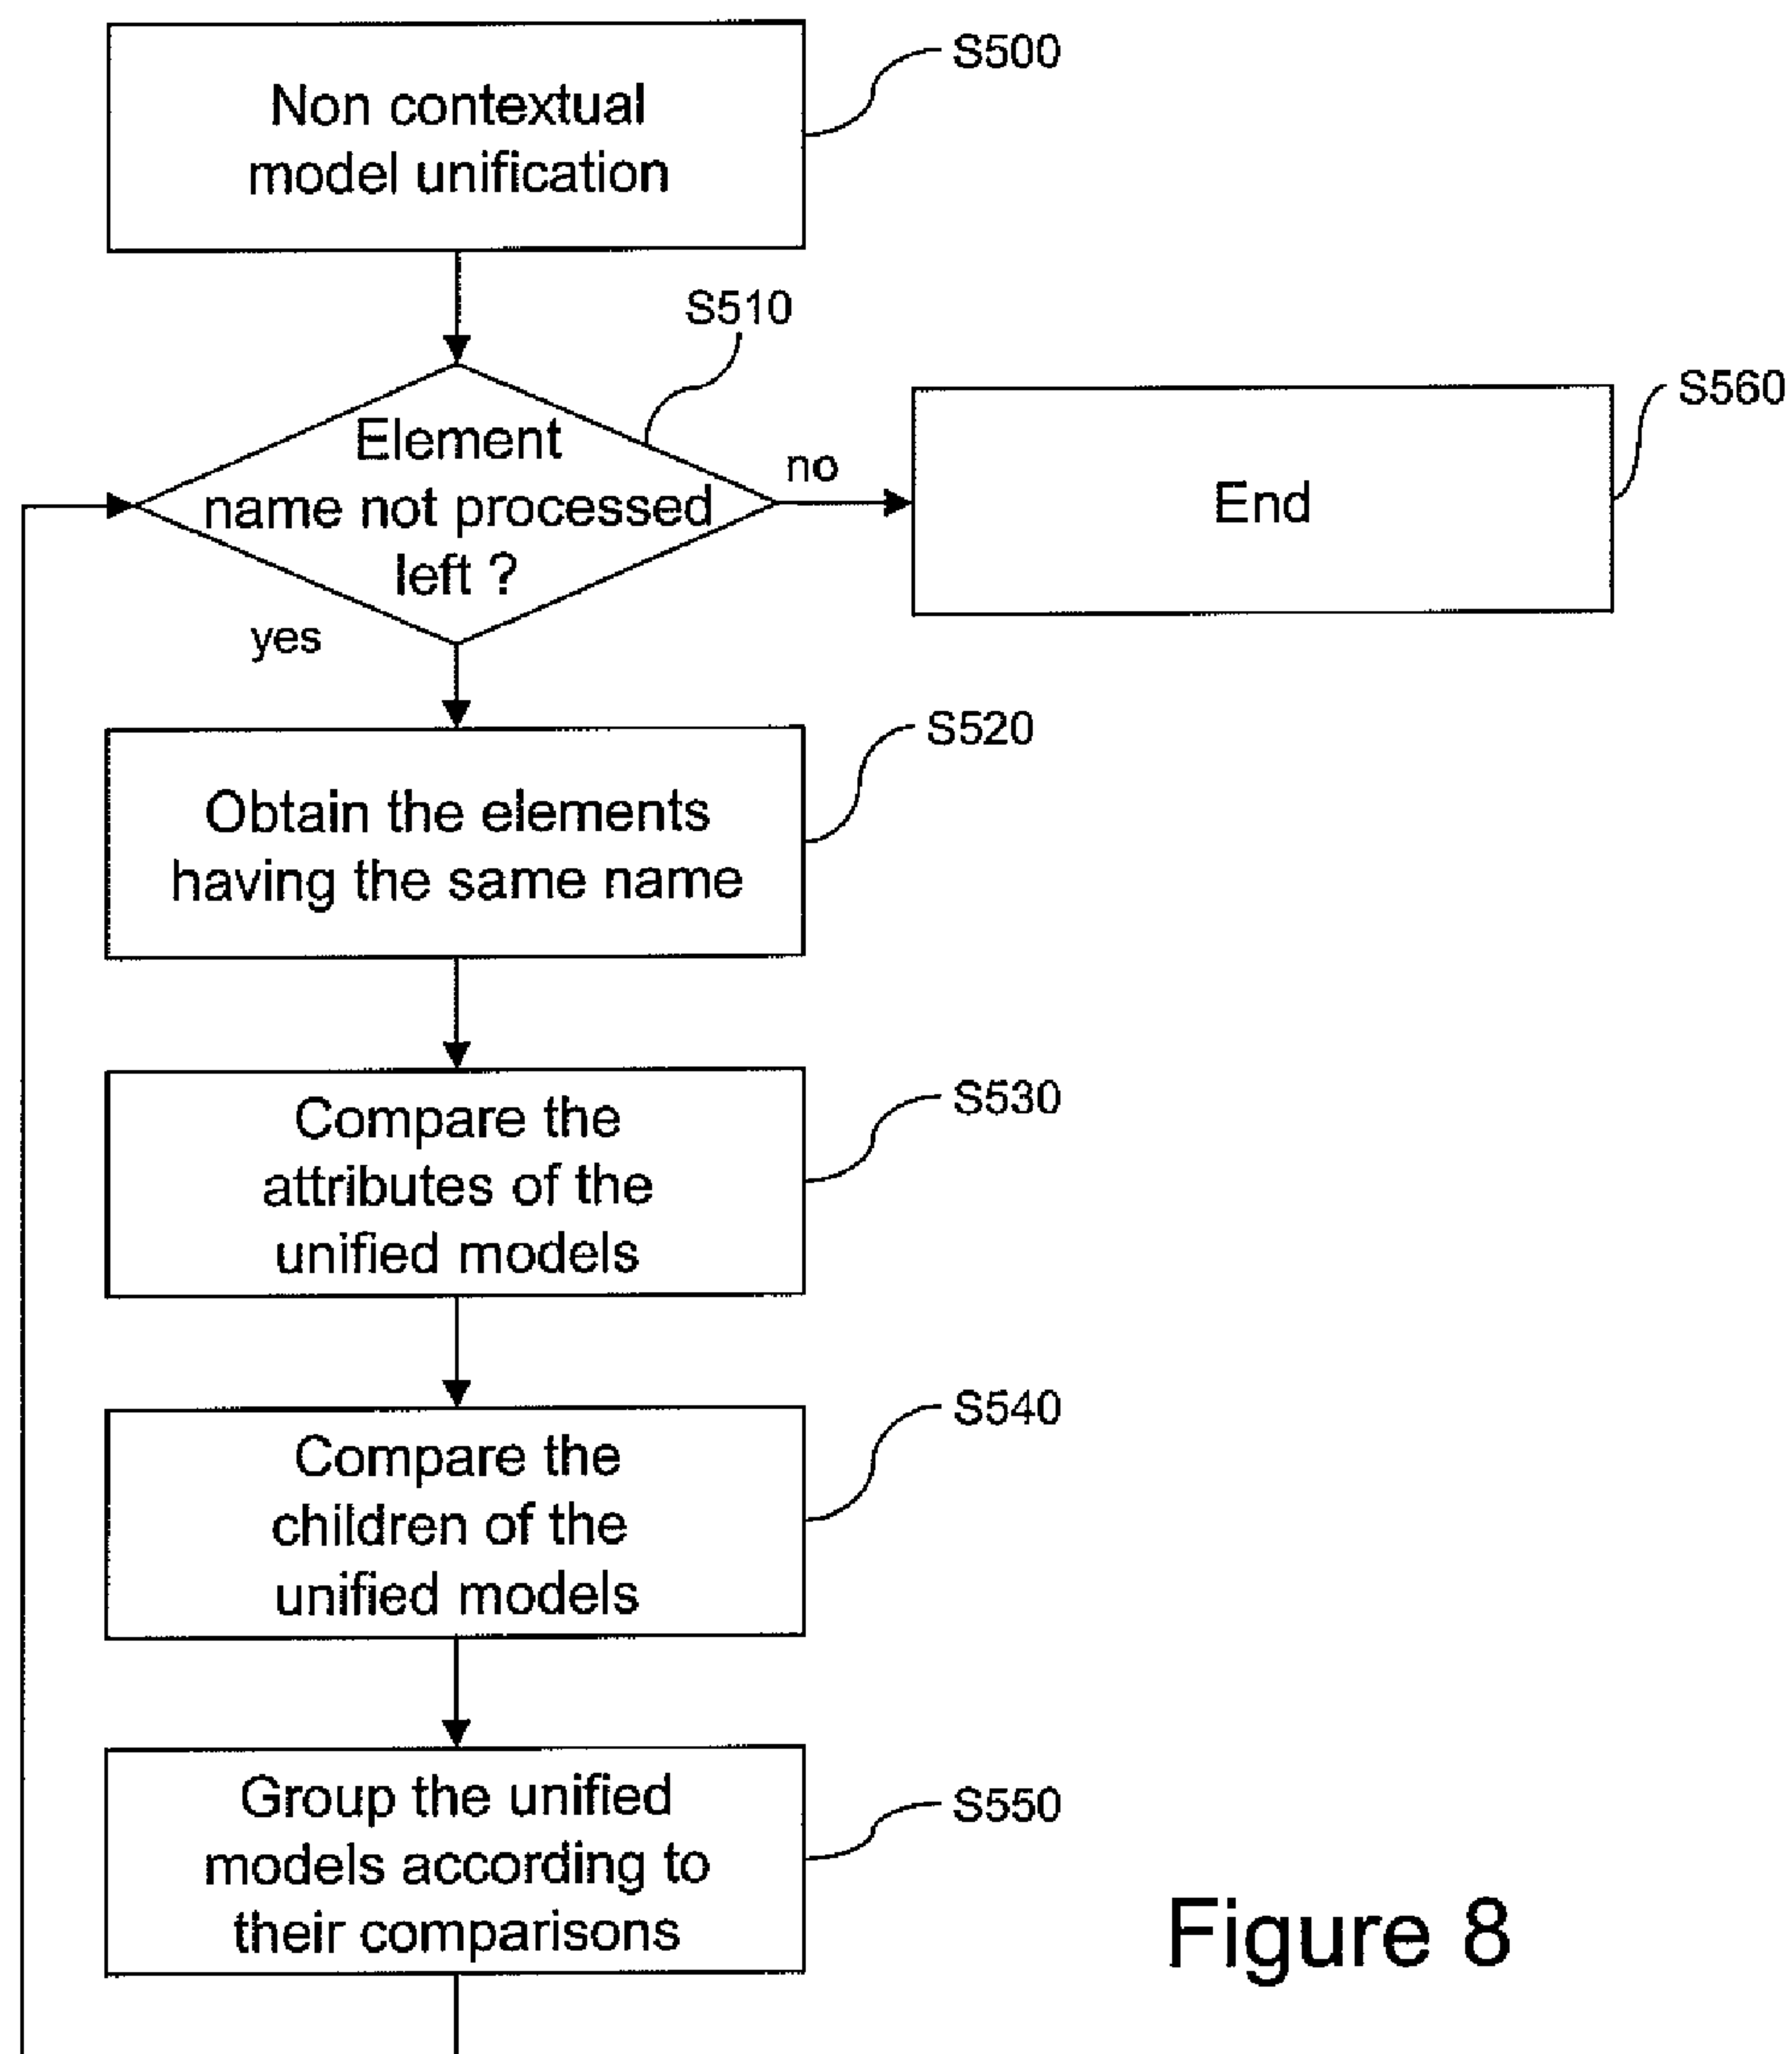 Non contextual
model unification
S500
S510
Element
name not processed
left ?
no
yes
End
S560
Obtain the elements
having the same name
S520
Compare the
attributes of the
unified models
S530
Compare the
children of the
unified models
S540
Group the unified
models according to
their comparisons
S550
Figure 8